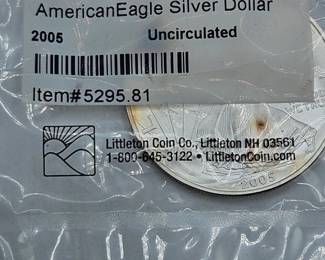 AmericanEagle Silver Dollar
2005 Uncirculated
Item#5295.81
Littleton Coin Co., Littleton NH 03561
1-800-645-3122 • LittletonCoin.com
2005